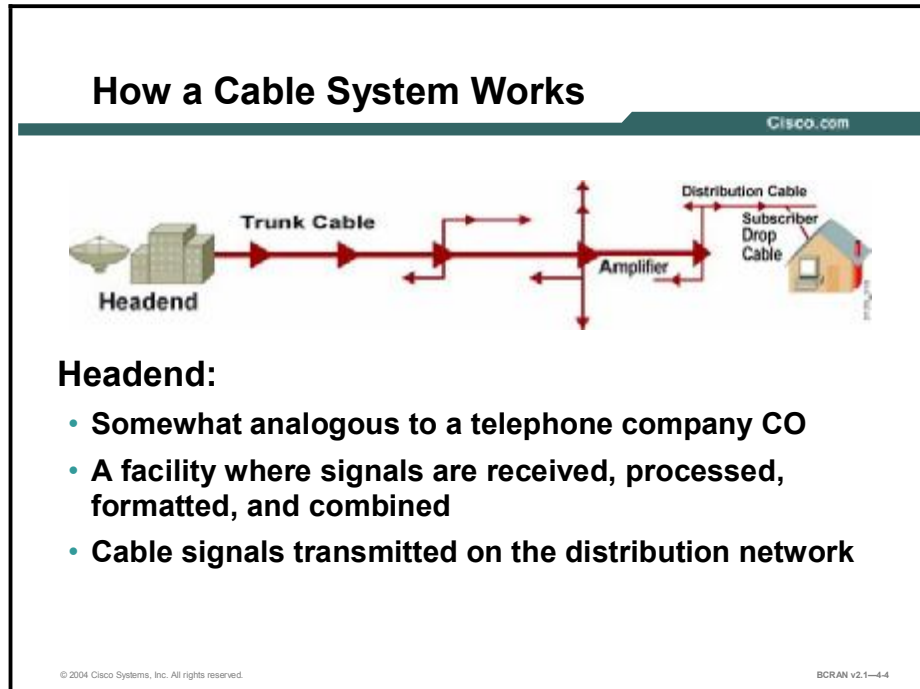 How a Cable System Works
Cisco.com
Distribution Cable
Trunk Cable
Subscriber
Drop
Cable
Amplifier
Headend
Headend:
• Somewhat analogous to a telephone company CO
• A facility where signals are received, processed,
formatted, and combined
• Cable signals transmitted on the distribution network
© 2004 Cisco Systems, Inc. All rights reserved.
BCRAN v2.1—4-4